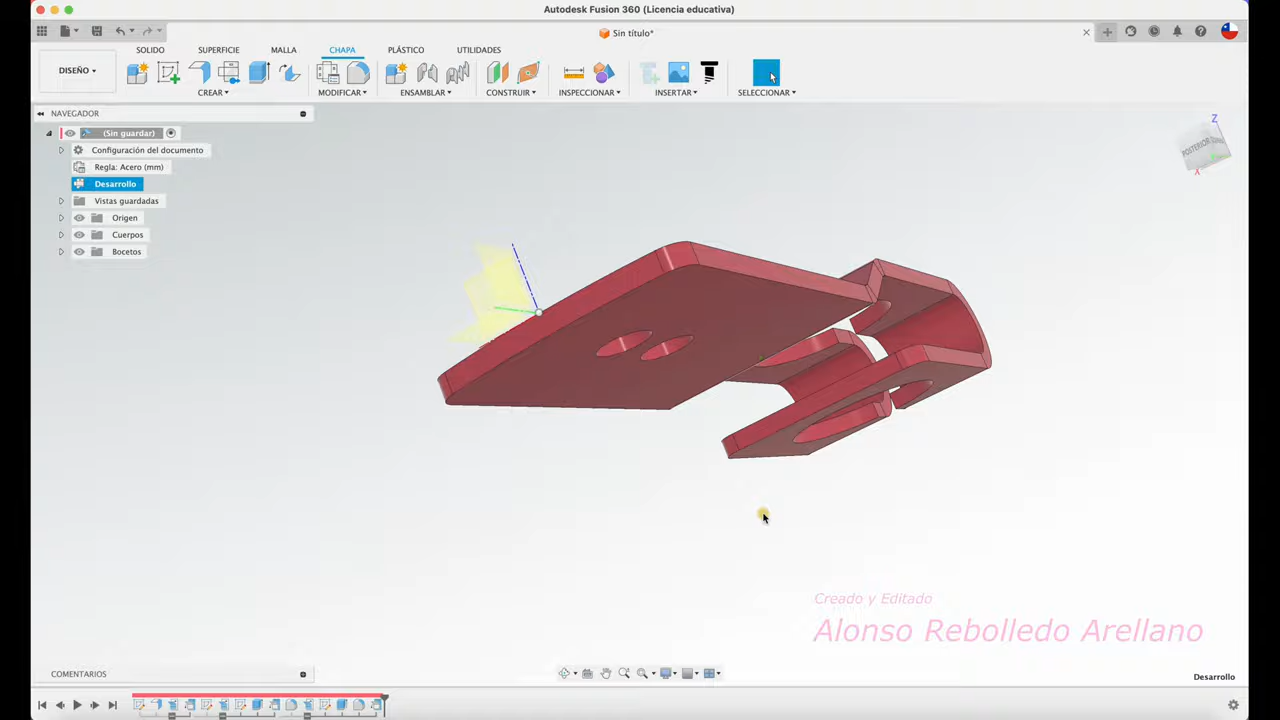 Autodesk Fusion 360 (Licencia educativa)
Sin título*
SOLIDO SUPERFICIE MALLA CHAPA PLÁSTICO UTILIDADES
DISEÑO
CREAR MODIFICAR ENSAMBLAR CONSTRUIR INSPECCIONAR INSERTAR SELECCIONAR
NAVEGADOR
(Sin guardar)
Configuración del documento
Regla: Acero (mm)
Desarrollo
Vistas guardadas
Origen
Cuerpos
Bocetos
Z
POSTERIOR
X
Creado y Editado
Alonso Rebolledo Arellano
COMENTARIOS
Desarrollo